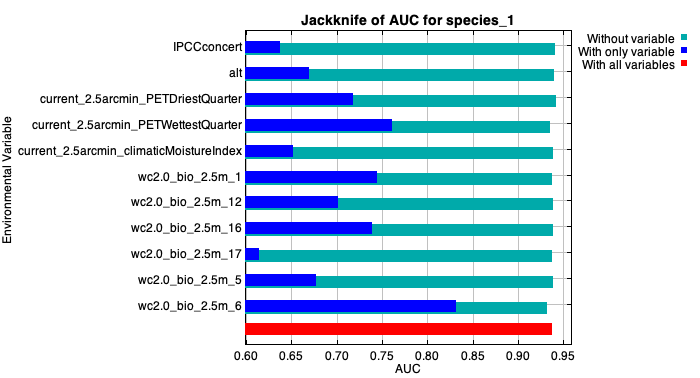 Jackknife of AUC for species_1
Without variable
With only variable
With all variables
Environmental Variable
IPCCconcert
alt
current_2.5arcmin_PETDriestQuarter
current_2.5arcmin_PETWettestQuarter
current_2.5arcmin_climaticMoistureIndex
wc2.0_bio_2.5m_1
wc2.0_bio_2.5m_12
wc2.0_bio_2.5m_16
wc2.0_bio_2.5m_17
wc2.0_bio_2.5m_5
wc2.0_bio_2.5m_6
0.60 0.65 0.70 0.75 0.80 0.85 0.90 0.95
AUC